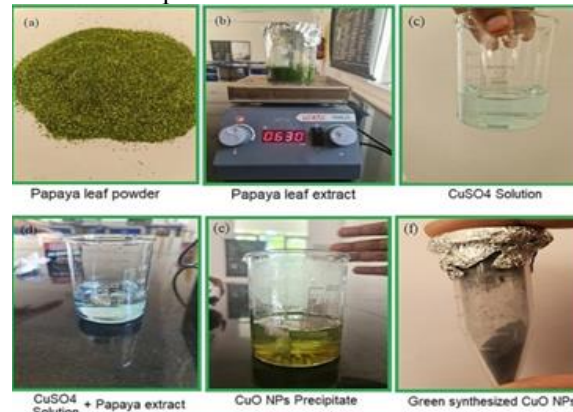 (a)
(b)
(c)
0630
Papaya leaf powder
Papaya leaf extract
CuSO4 Solution
(d)
(e)
(f)
CuSO4
Solution + Papaya extract
CuO NPs Precipitate
Green synthesized CuO NPs